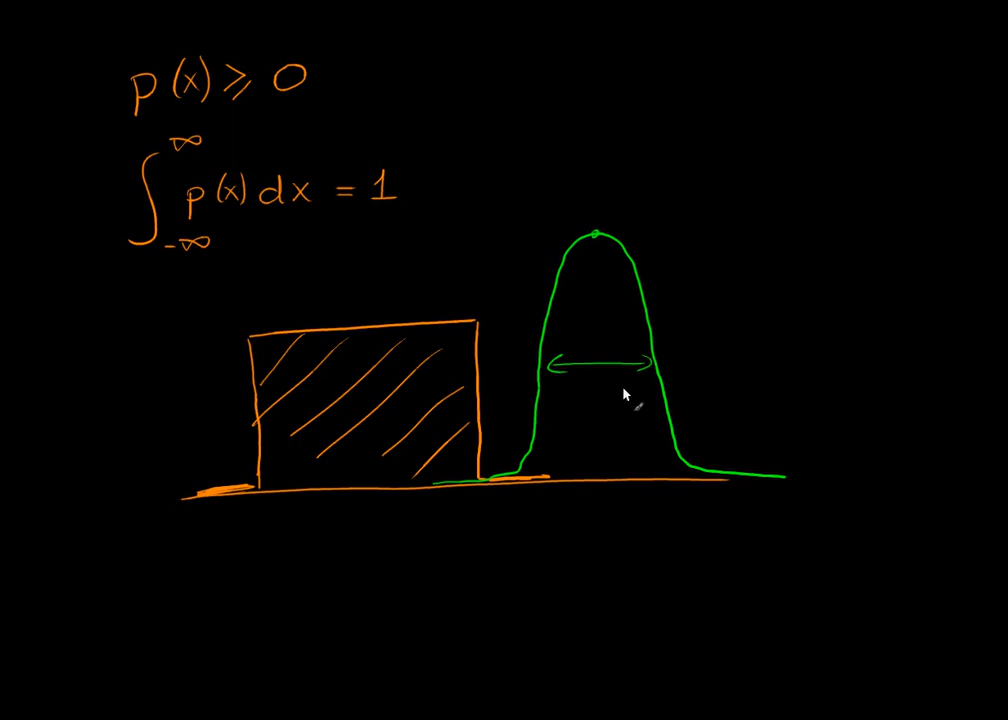 p(x) ⩾ 0
∫_{-∞}^{∞} p(x) dx = 1